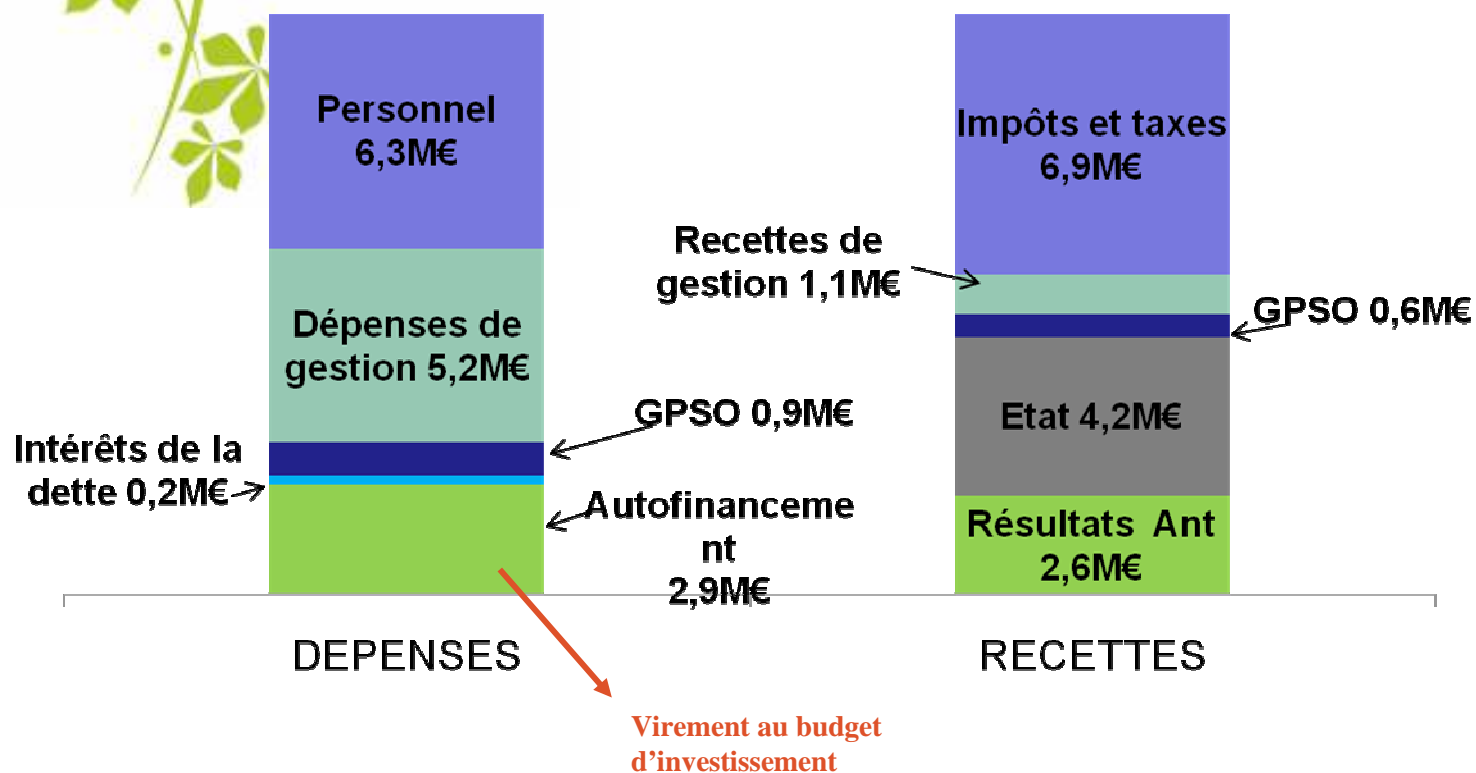 Personnel
6,3M€
Dépenses de
gestion 5,2M€
GPSO 0,9M€
Intérêts de la
dette 0,2M€
Autofinanceme
nt
2,9M€
Impôts et taxes
6,9M€
Recettes de
gestion 1,1M€
GPSO 0,6M€
Etat 4,2M€
Résultats Ant
2,6M€
DEPENSES
RECETTES
Virement au budget
d’investissement